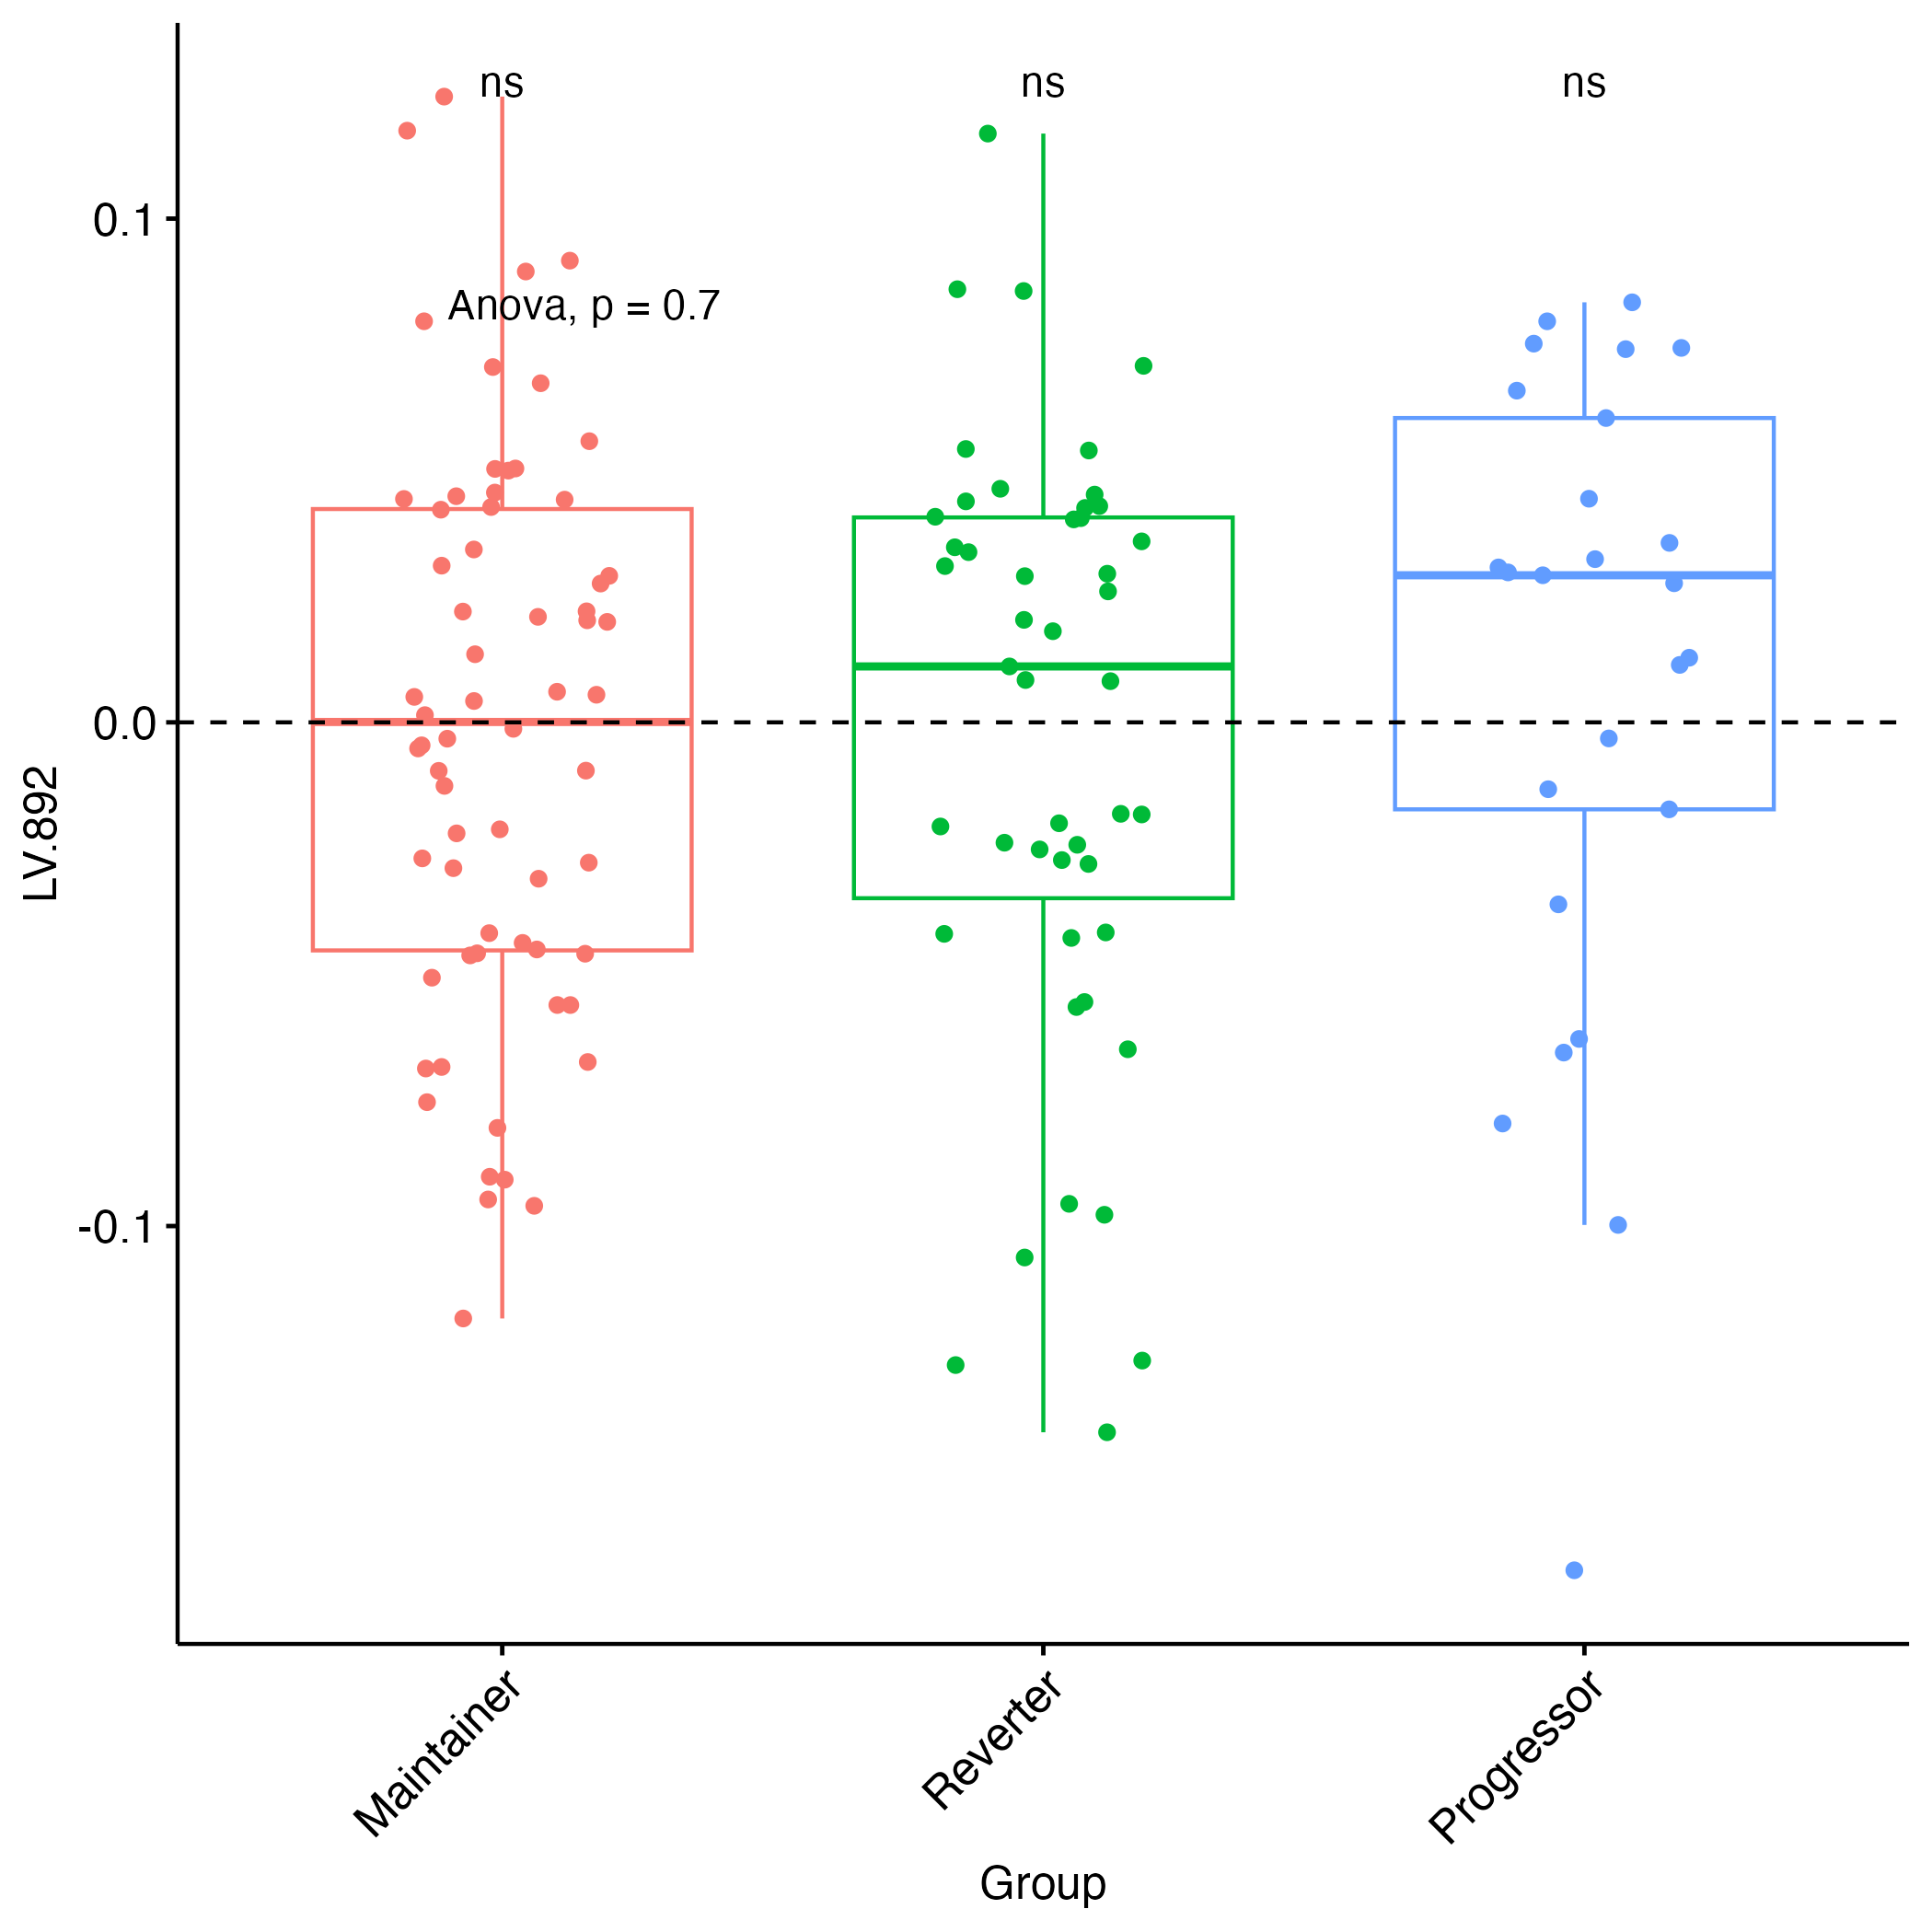 ns ns ns
0.1
Anova, p = 0.7
0.0
LV.892
-0.1
Maintainer Reverter Progressor
Group